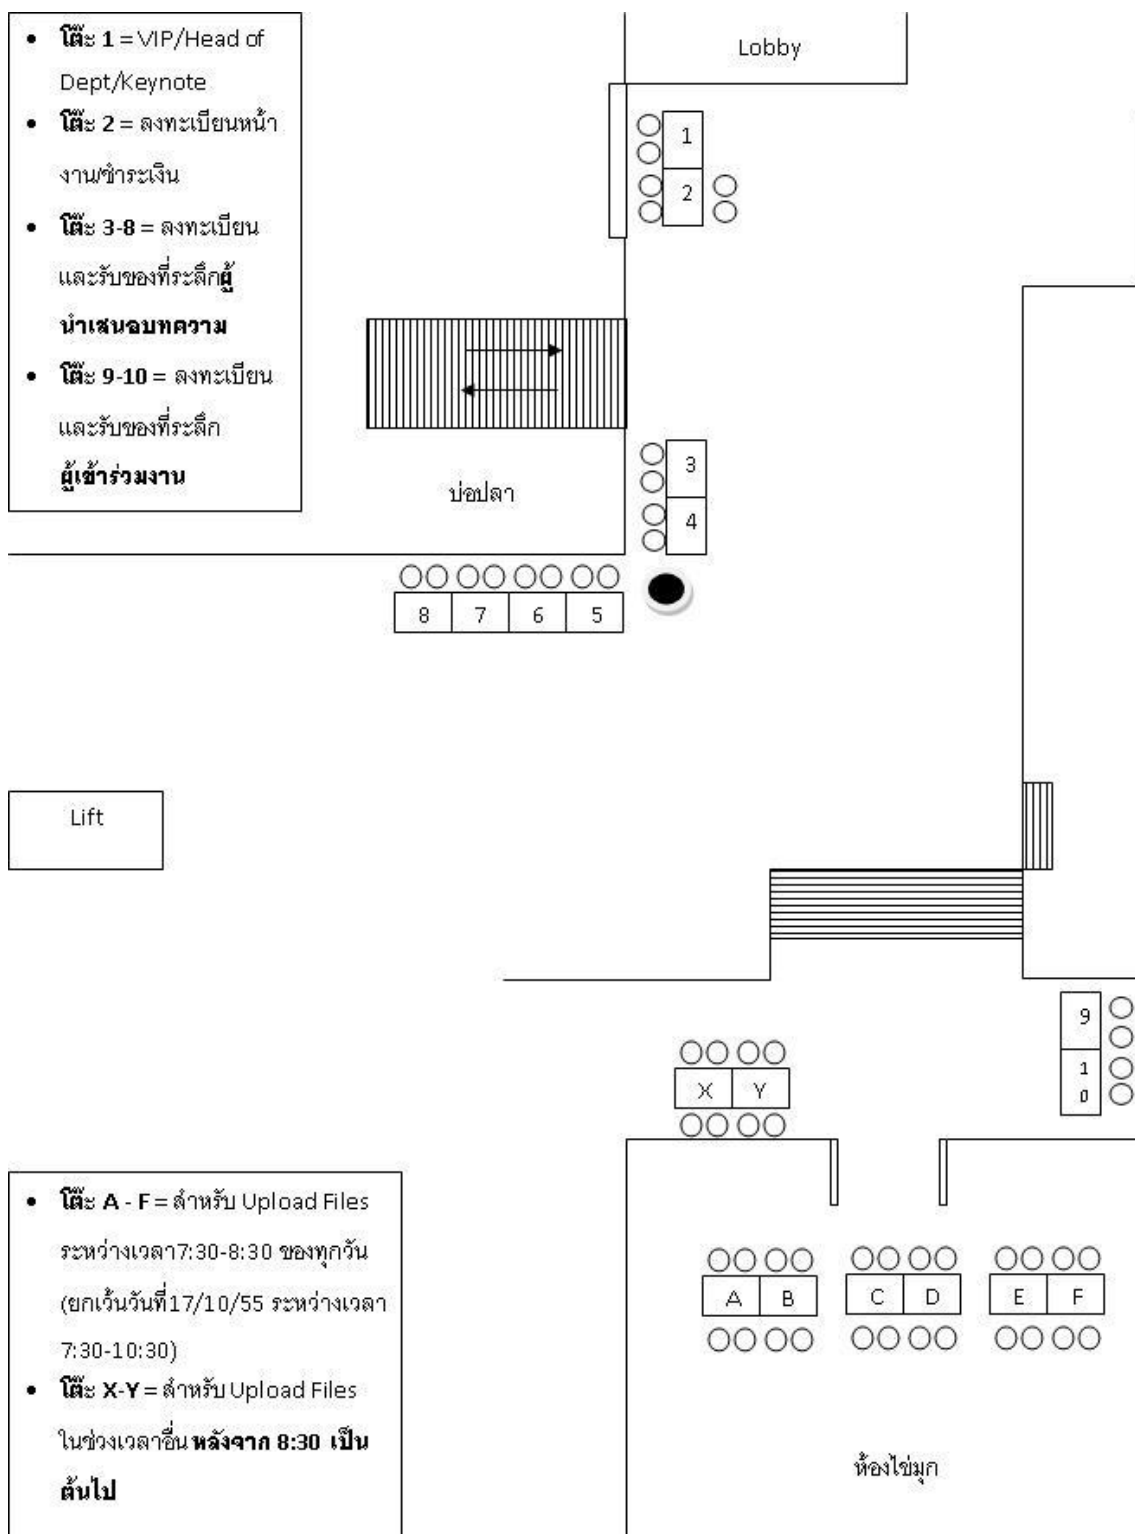 โต๊ะ 1 = VIP/Head of
Dept/Keynote
โต๊ะ 2 = ลงทะเบียนหน้า
งาน/ชำระเงิน
โต๊ะ 3-8 = ลงทะเบียน
และรับของที่ระลึกผู้
นำเสนอบทความ
โต๊ะ 9-10 = ลงทะเบียน
และรับของที่ระลึก
ผู้เข้าร่วมงาน
Lobby
1
2
3
4
บ่อปลา
8 7 6 5
Lift
9
1
0
X Y
โต๊ะ A - F = สำหรับ Upload Files
ระหว่างเวลา7:30-8:30 ของทุกวัน
(ยกเว้นวันที่17/10/55 ระหว่างเวลา
7:30-10:30)
โต๊ะ X-Y = สำหรับ Upload Files
ในช่วงเวลาอื่น หลังจาก 8:30 เป็น
ต้นไป
A B C D E F
ห้องไข่มุก